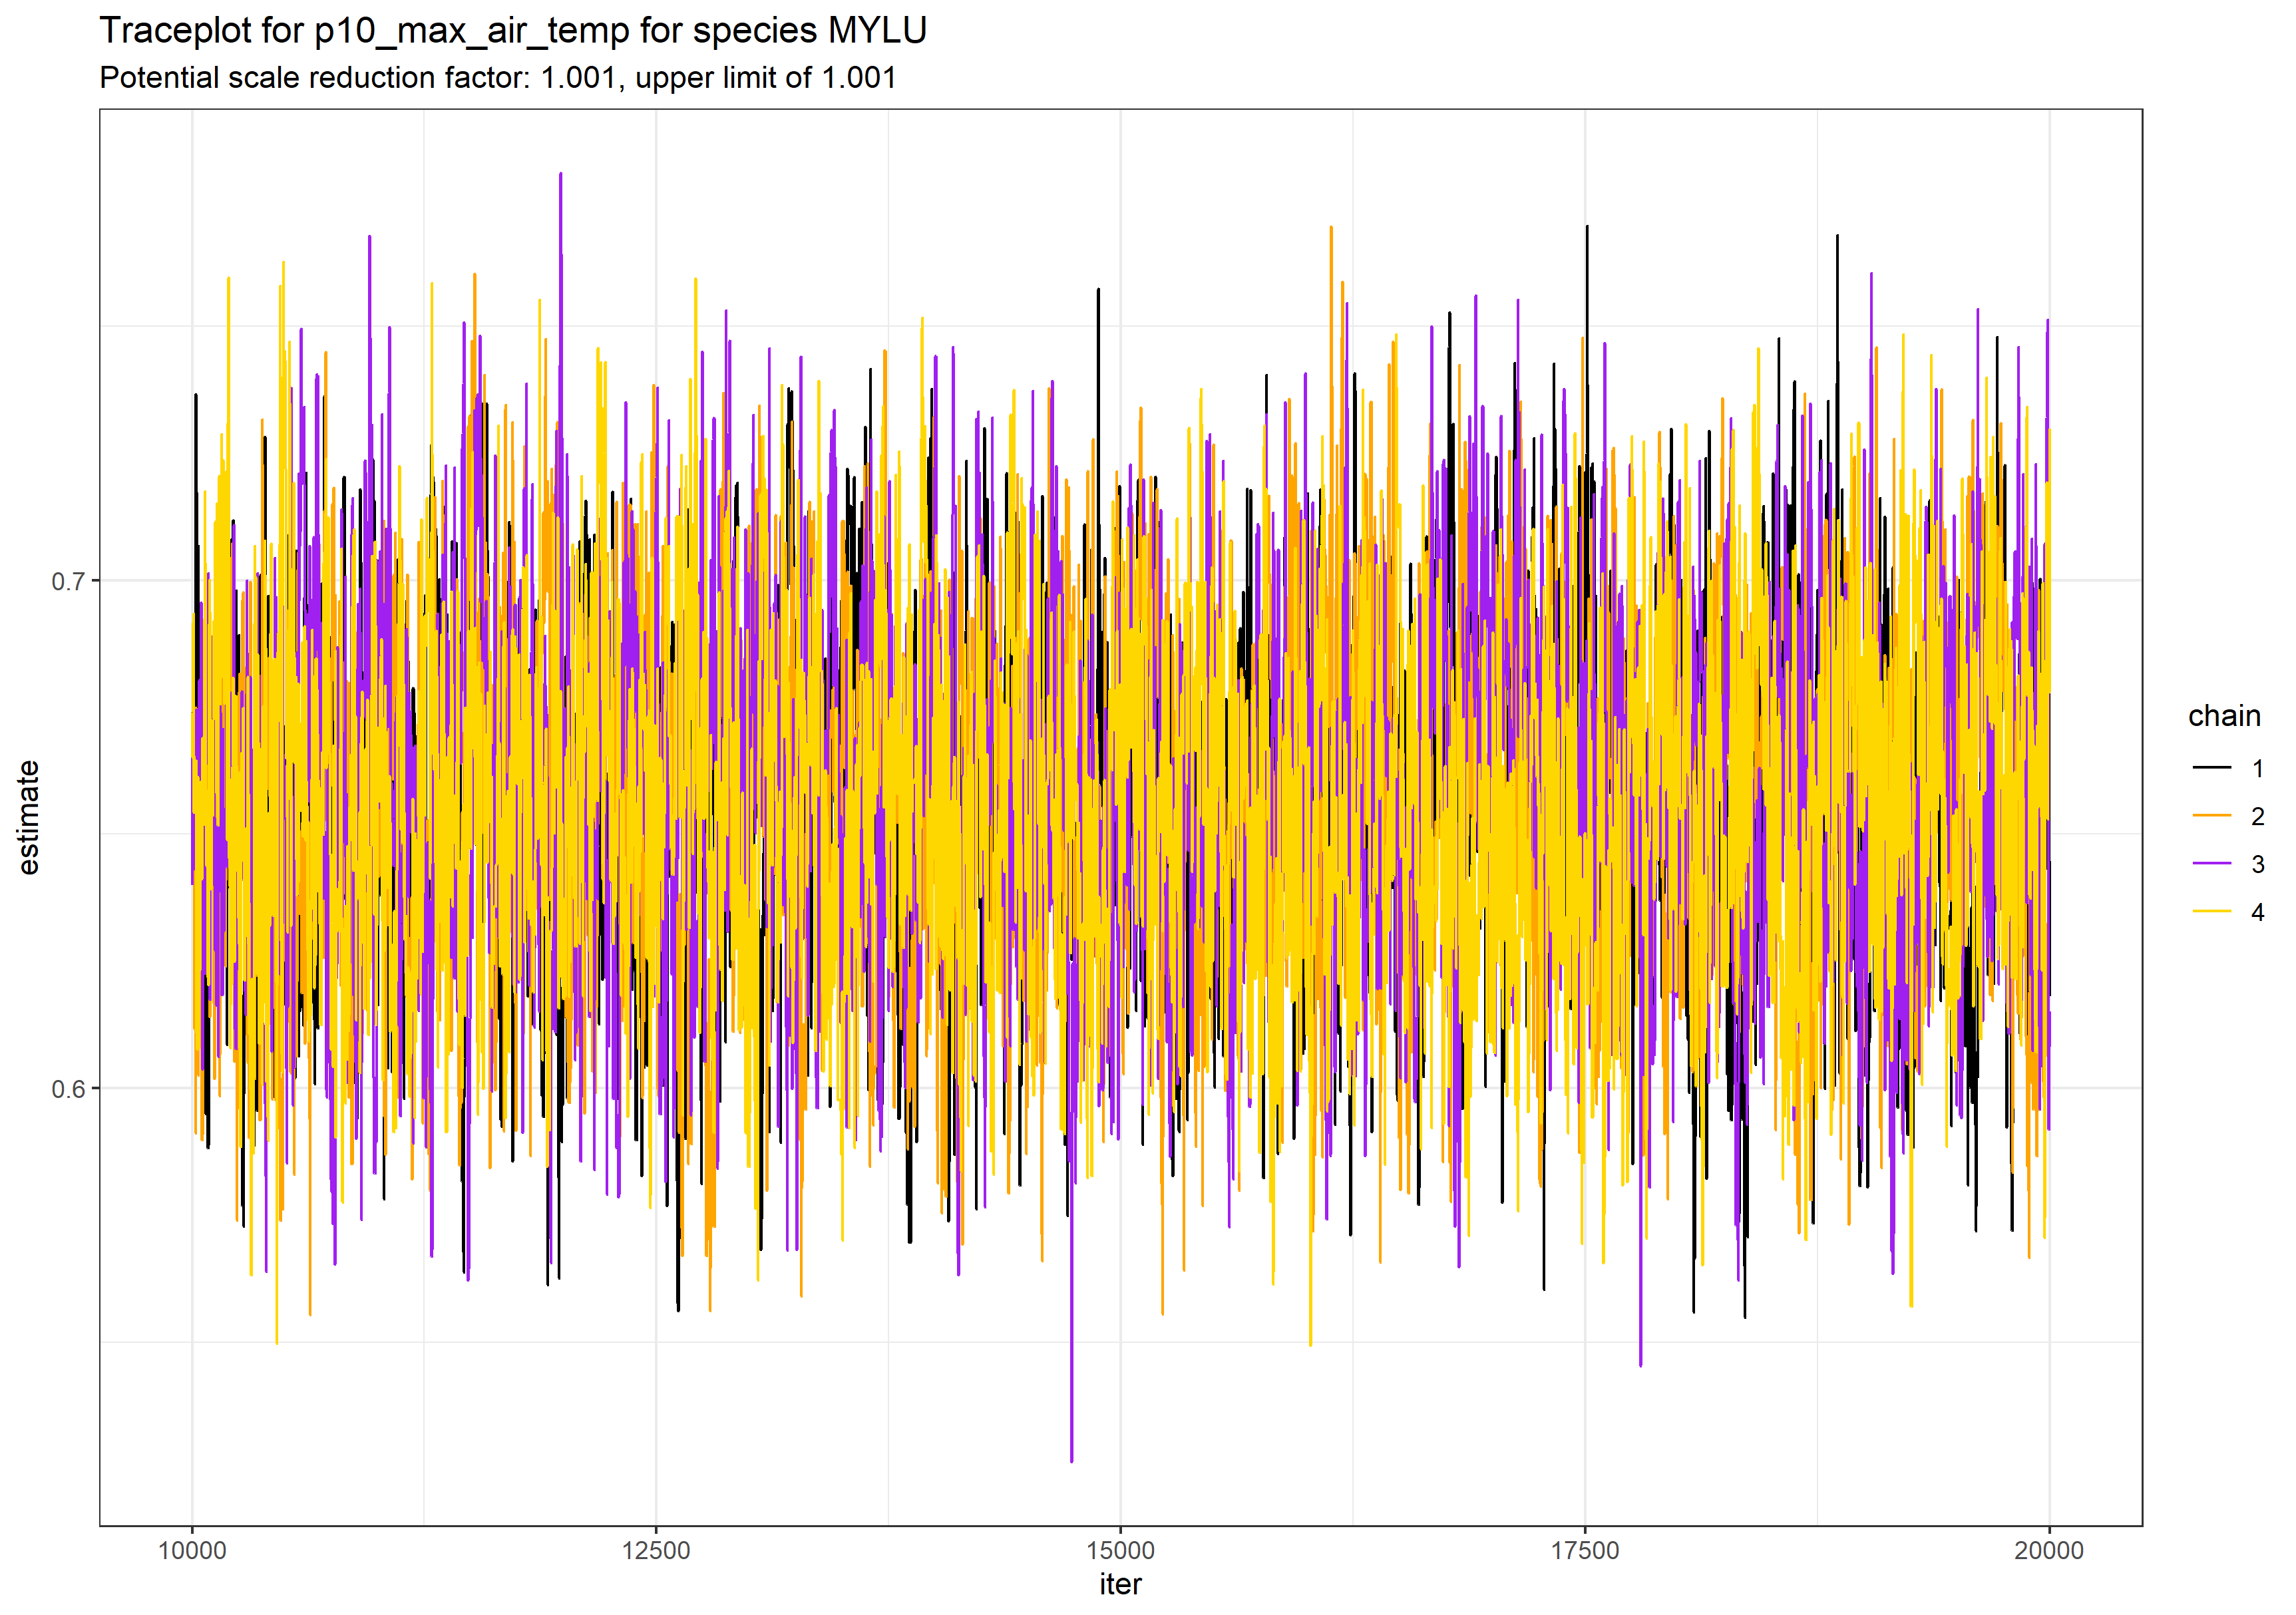 Traceplot for p10_max_air_temp for species MYLU
Potential scale reduction factor: 1.001, upper limit of 1.001
estimate
0.7
0.6
10000
12500
15000
17500
20000
iter
chain
1
2
3
4